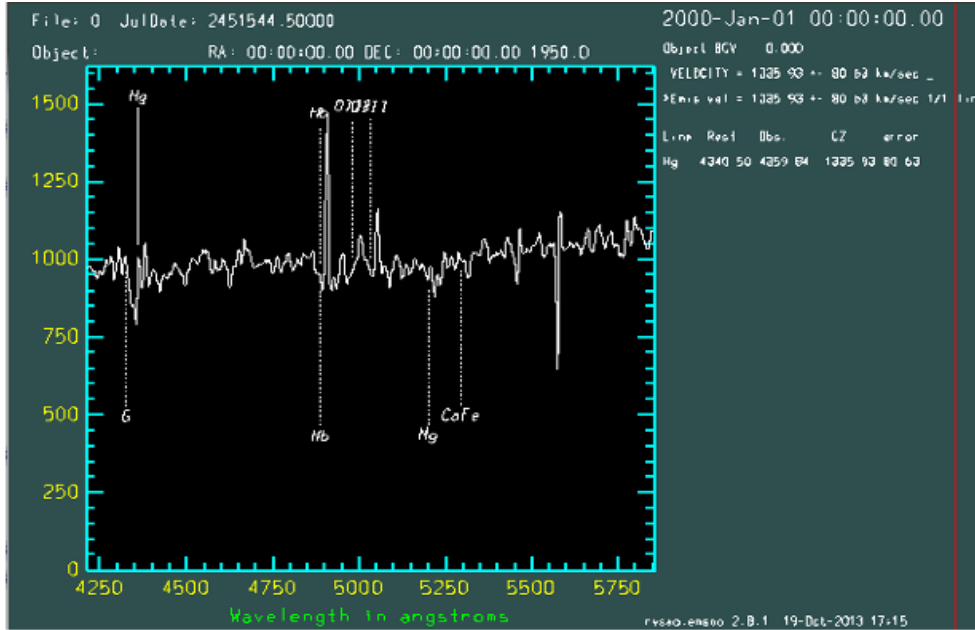 File: 0 JulDate: 2451544.50000
2000-Jan-01 00:00:00.00
Object: RA: 00:00:00.00 DEC: 00:00:00.00 1950.0
Object BCV 0.000
VELOCITY = 1335 93 +- 80 63 km/sec _
>Emis vel = 1335 93 +- 80 63 km/sec 1/1
Line Rest Obs. CZ error
Hg 4340 50 4359 84 1335 93 80 63
1500
1250
1000
750
500
250
0
Hg
Hb
G
Hb
Mg
CaFe
4250 4500 4750 5000 5250 5500 5750
Wavelength in angstroms
rvsao.emsao 2.8.1 19-Oct-2013 17:15